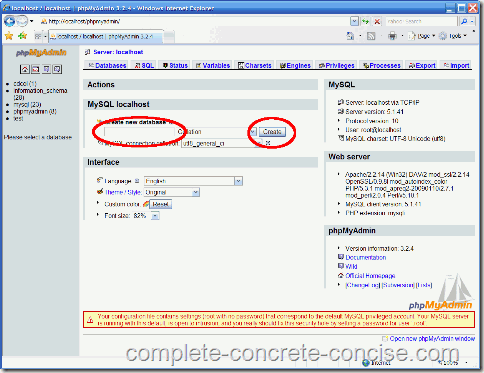 localhost / localhost | phpMyAdmin 3.2.4 - Windows Internet Explorer
http://localhost/phpmyadmin/
Yahoo! Search
localhost / localhost | phpMyAdmin 3.2.4
Page
Tools
phpMyAdmin
Server: localhost
Databases SQL Status Variables Charsets Engines Privileges Processes Export Import
cdcol (1)
information_schema (28)
mysql (23)
phpmyadmin (8)
Please select a database
Actions
MySQL localhost
Create new database
Collation
Create
MySQL connection collation: utf8_general_ci
Interface
Language : English
Theme / Style: Original
Custom color: Reset
Font size: 82%
MySQL
Server: localhost via TCP/IP
Server version: 5.1.41
Protocol version: 10
User: root@localhost
MySQL charset: UTF-8 Unicode (utf8)
Web server
Apache/2.2.14 (Win32) DAV/2 mod_ssl/2.2.14
OpenSSL/0.9.8l mod_autoindex_color
PHP/5.3.1 mod_apreq2-20090110/2.7.1
mod_perl/2.0.4 Perl/v5.10.1
MySQL client version: 5.1.41
PHP extension: mysqli
phpMyAdmin
Version information: 3.2.4
Documentation
Wiki
Official Homepage
[ChangeLog] [Subversion] [Lists]
phpMyAdmin
Your configuration file contains settings (root with no password) that correspond to the default MySQL privileged account. Your MySQL server
is running with this default, is open to intrusion, and you really should fix this security hole by setting a password for user 'root'.
Open new phpMyAdmin window
Internet
100%
complete-concrete-concise.com